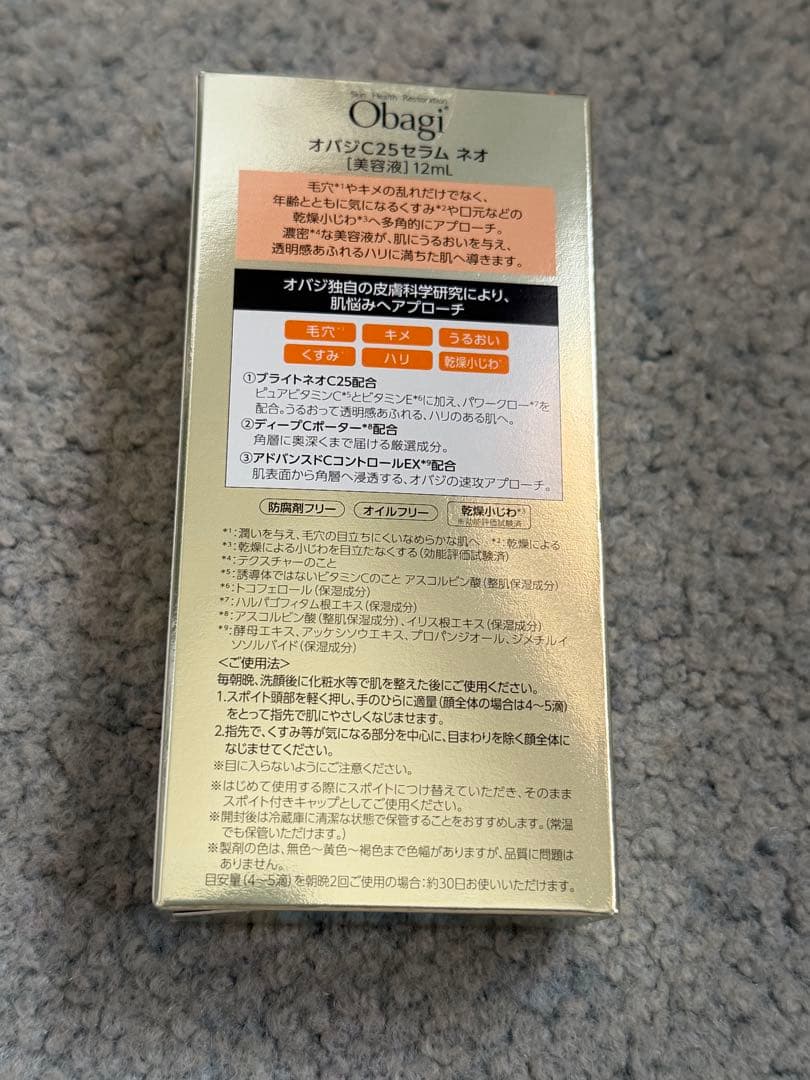 Skin Health Restoration
Obagi
オバジC25セラム ネオ
[美容液] 12mL
毛穴*1やキメの乱れだけでなく、
年齢とともに気になるくすみ*2や口元などの
乾燥小じわ*3へ多角的にアプローチ。
濃密*4な美容液が、肌にうるおいを与え、
透明感あふれるハリに満ちた肌へ導きます。
オバジ独自の皮膚科学研究により、
肌悩みへアプローチ
毛穴*1 キメ うるおい
くすみ* ハリ 乾燥小じわ*
①ブライトネオC25配合
ピュアビタミンC*5とビタミンE*6に加え、パワークロー*7を
配合。うるおって透明感あふれる、ハリのある肌へ。
②ディープCポーター*8配合
角層に奥深くまで届ける厳選成分。
③アドバンスドCコントロールEX*9配合
肌表面から角層へ浸透する、オバジの速攻アプローチ。
防腐剤フリー オイルフリー 乾燥小じわ*3
※効能評価試験済
*1:潤いを与え、毛穴の目立ちにくいなめらかな肌へ *2:乾燥による
*3:乾燥による小じわを目立たなくする(効能評価試験済)
*4:テクスチャーのこと
*5:誘導体ではないビタミンCのこと アスコルビン酸(整肌保湿成分)
*6:トコフェロール(保湿成分)
*7:ハルパゴフィタム根エキス(保湿成分)
*8:アスコルビン酸(整肌保湿成分)、イリス根エキス(保湿成分)
*9:酵母エキス、アッケシソウエキス、プロパンジオール、ジメチルイ
ソソルバイド(保湿成分)
<ご使用法>
毎朝晩、洗顔後に化粧水等で肌を整えた後にご使用ください。
1.スポイト頭部を軽く押し、手のひらに適量(顔全体の場合は4〜5滴)
をとって指先で肌にやさしくなじませます。
2.指先で、くすみ等が気になる部分を中心に、目まわりを除く顔全体に
なじませてください。
※目に入らないようにご注意ください。
※はじめて使用する際にスポイトにつけ替えていただき、そのまま
スポイト付きキャップとしてご使用ください。
※開封後は冷蔵庫に清潔な状態で保管することをおすすめします。(常温
でも保管いただけます。)
※製剤の色は、無色〜黄色〜褐色まで色幅がありますが、品質に問題は
ありません。
目安量(4〜5滴)を朝晩2回ご使用の場合:約30日お使いいただけます。